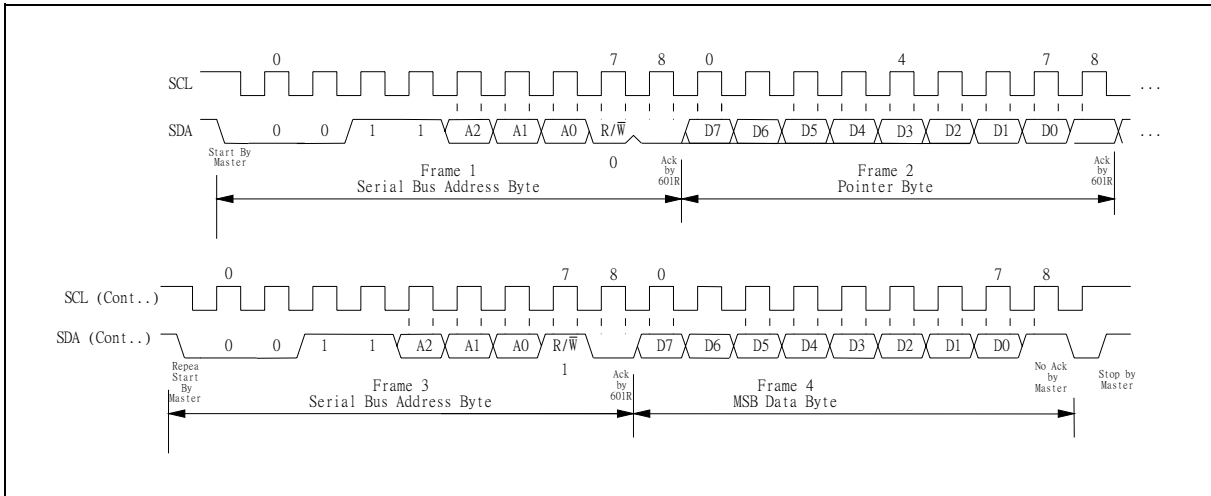 0 7 8 0 4 7 8
SCL ...
SDA 0 0 1 1 A2 A1 A0 R/W̅ D7 D6 D5 D4 D3 D2 D1 D0 ...
Start By
Master
0
Ack
by
601R
Ack
by
601R
Frame 1
Serial Bus Address Byte
Frame 2
Pointer Byte
0 7 8 0 7 8
SCL (Cont..)
SDA (Cont..) 0 0 1 1 A2 A1 A0 R/W̅ D7 D6 D5 D4 D3 D2 D1 D0
Repea
Start
By
Master
1
Ack
by
601R
No Ack
by
Master
Stop by
Master
Frame 3
Serial Bus Address Byte
Frame 4
MSB Data Byte